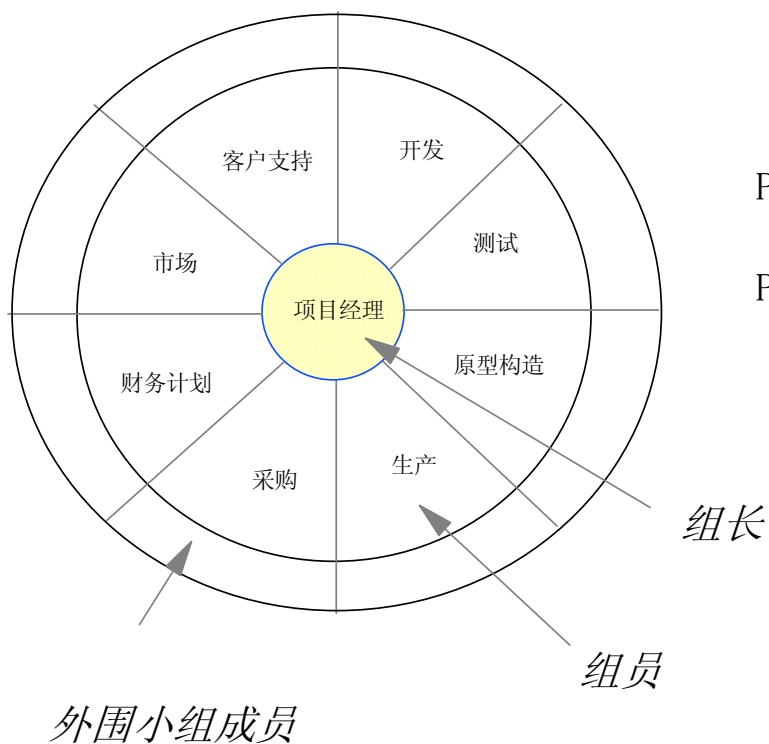 客户支持
开发
市场
测试
P
项目经理
P
财务计划
原型构造
采购
生产
组长
组员
外围小组成员